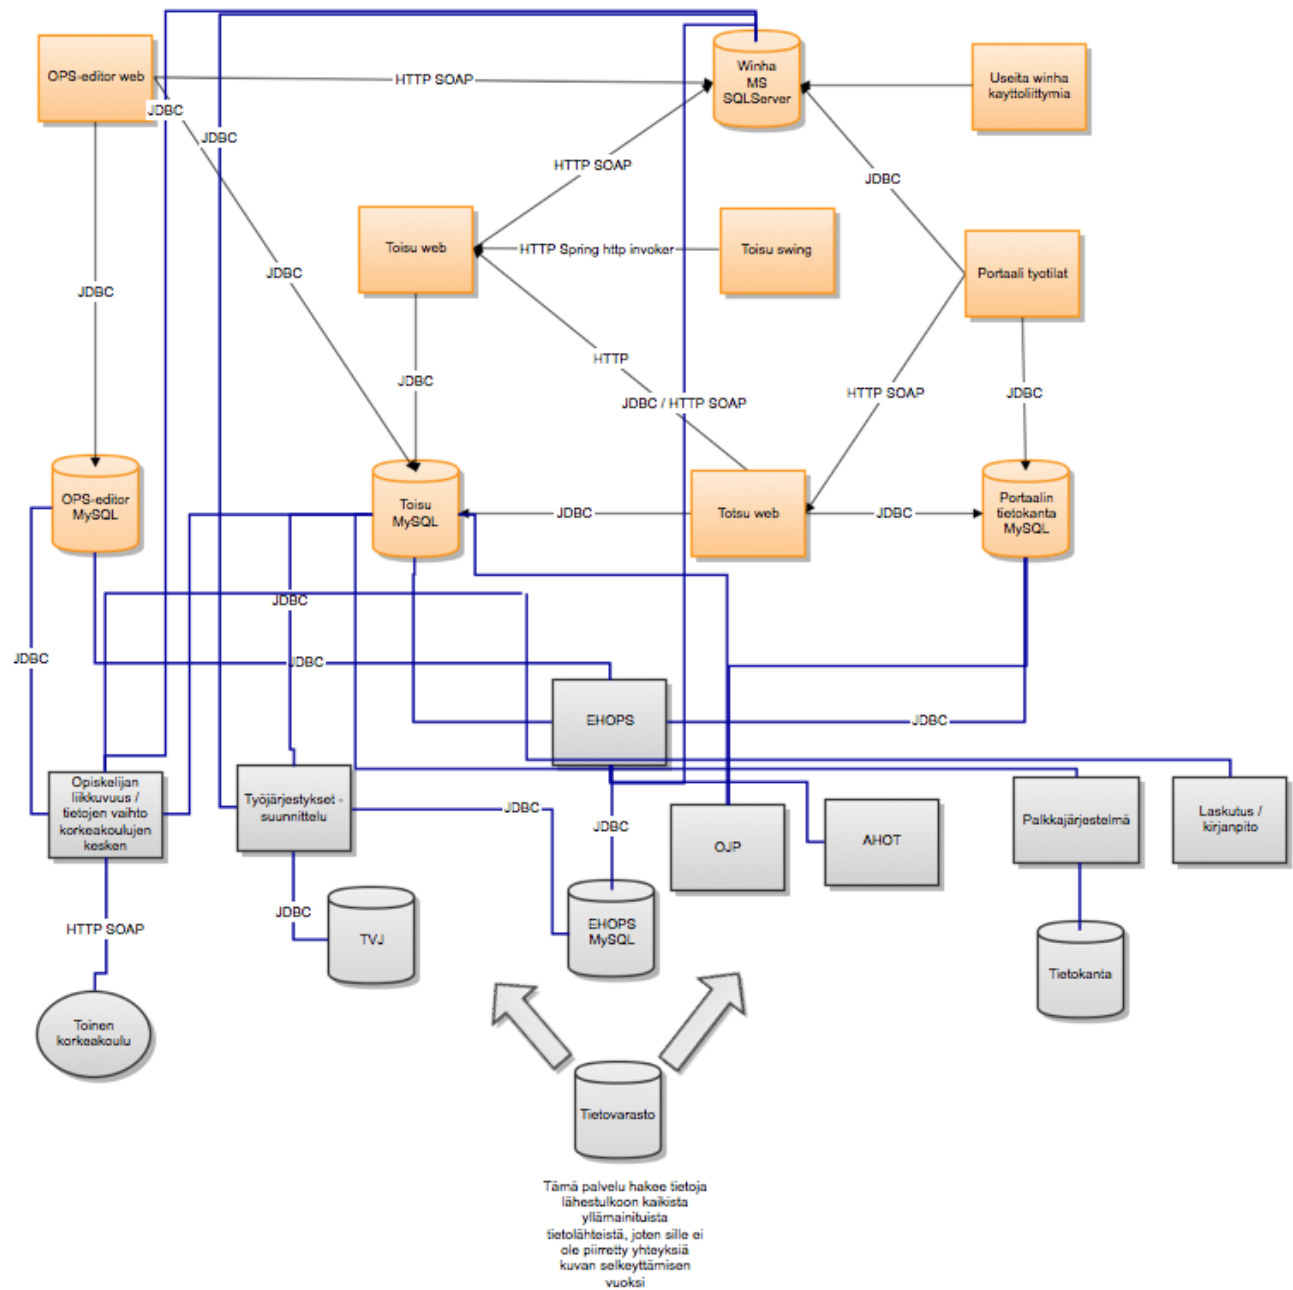 OPS-editor web
HTTP SOAP
Winha
MS
SQLServer
Useita winha
kayttoliittymia
JDBC
JDBC
HTTP SOAP
JDBC
Toisu web
HTTP Spring http invoker
Toisu swing
Portaali tyotilat
JDBC
JDBC
HTTP
JDBC
JDBC / HTTP SOAP
HTTP SOAP
JDBC
OPS-editor
MySQL
Toisu
MySQL
JDBC
Totsu web
JDBC
Portaalin
tietokanta
MySQL
JDBC
JDBC
JDBC
EHOPS
JDBC
Opiskelijan
liikkuvuus /
tietojen vaihto
korkeakoulujen
kesken
Työjärjestykset -
suunnittelu
JDBC
JDBC
OJP
AHOT
Palkkajärjestelmä
Laskutus /
kirjanpito
HTTP SOAP
JDBC
TVJ
EHOPS
MySQL
Tietokanta
Toinen
korkeakoulu
Tietovarasto
Tämä palvelu hakee tietoja
lähestulkoon kaikista
yllämainituista
tietolähteistä, joten sille ei
ole piirretty yhteyksiä
kuvan selkeyttämisen
vuoksi